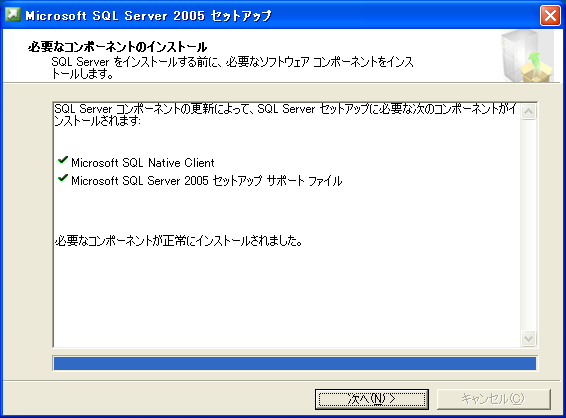 Microsoft SQL Server 2005 セットアップ
必要なコンポーネントのインストール
SQL Server をインストールする前に、必要なソフトウェア コンポーネントをインス
トールします。
SQL Server コンポーネントの更新によって、SQL Server セットアップに必要な次のコンポーネントがイ
ンストールされます:
Microsoft SQL Native Client
Microsoft SQL Server 2005 セットアップ サポート ファイル
必要なコンポーネントが正常にインストールされました。
次へ(N) >
キャンセル(C)